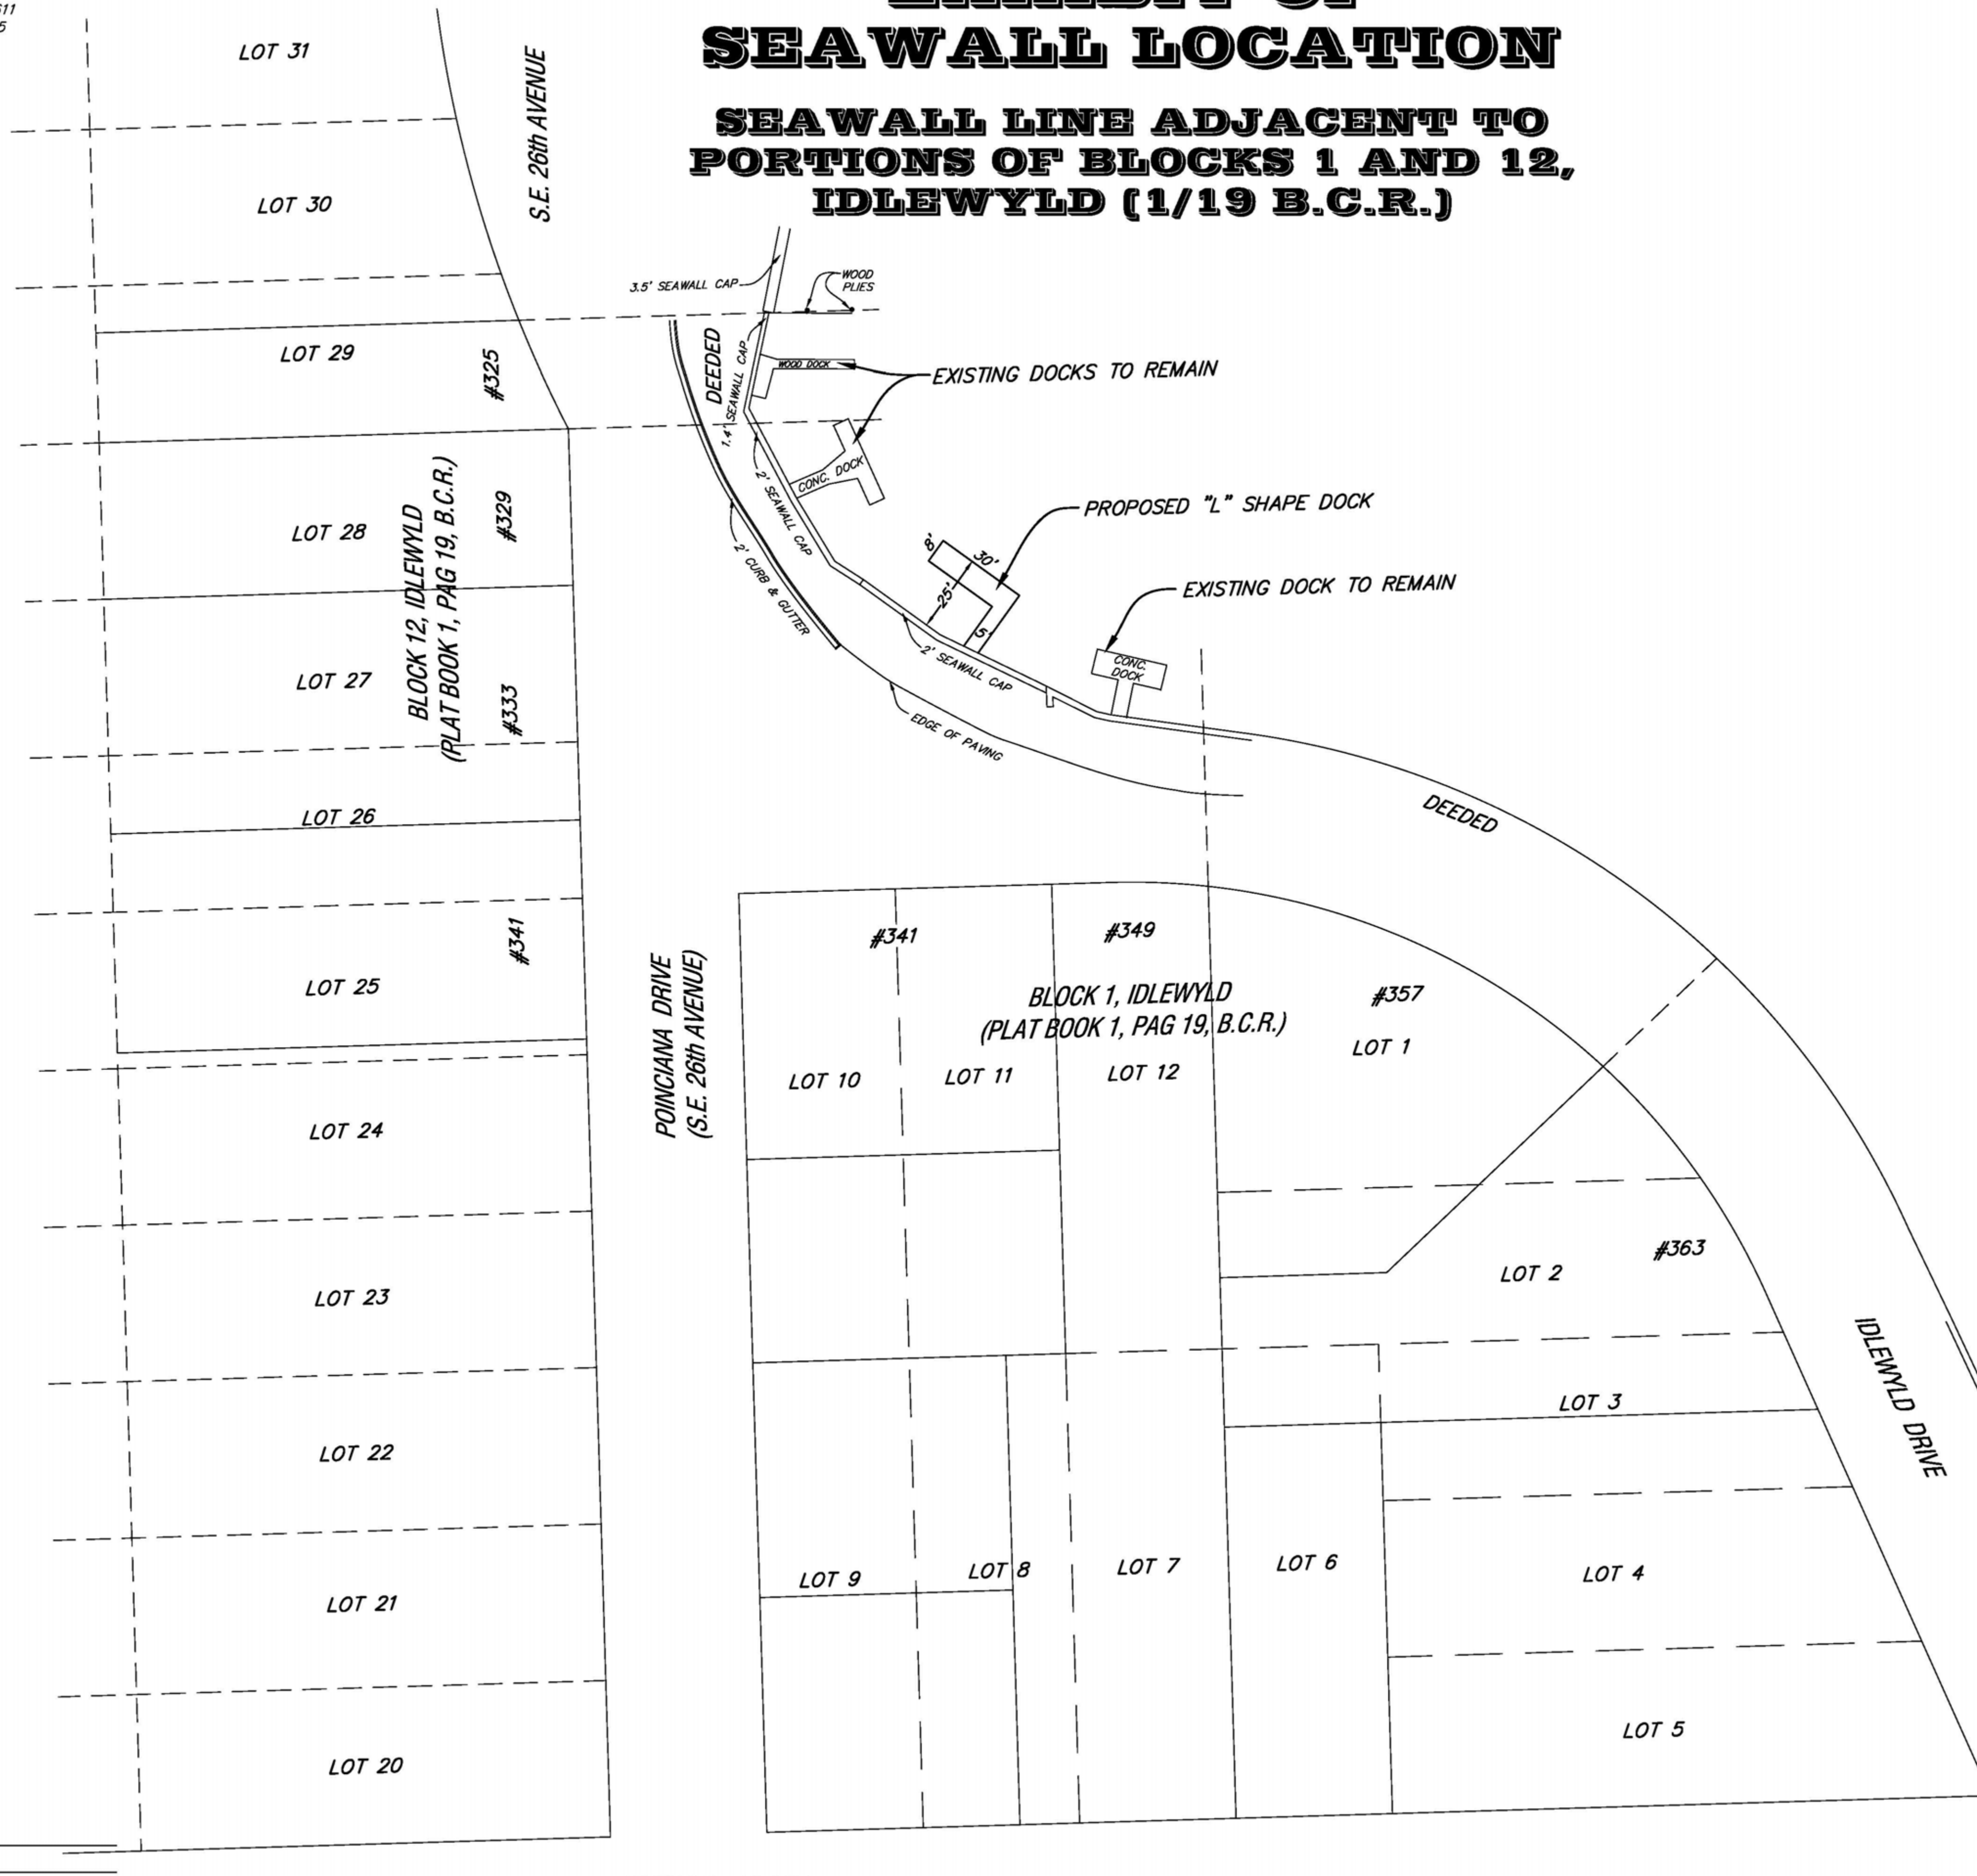 SEAWALL LOCATION
SEAWALL LINE ADJACENT TO
PORTIONS OF BLOCKS 1 AND 12,
IDLEWYLD (1/19 B.C.R.)
LOT 31
S.E. 26th AVENUE
LOT 30
3.5' SEAWALL CAP
WOOD
PLIES
LOT 29
#325
DEEDED
1.4' SEAWALL CAP
WOOD DOCK
EXISTING DOCKS TO REMAIN
2' SEAWALL CAP
CONC. DOCK
BLOCK 12, IDLEWYLD
(PLAT BOOK 1, PAG 19, B.C.R.)
LOT 28
#329
2' CURB & GUTTER
8'
30'
25'
5'
PROPOSED "L" SHAPE DOCK
EXISTING DOCK TO REMAIN
2' SEAWALL CAP
CONC.
DOCK
LOT 27
#333
EDGE OF PAVING
LOT 26
DEEDED
#341
LOT 25
POINCIANA DRIVE
(S.E. 26th AVENUE)
#341
#349
BLOCK 1, IDLEWYLD
(PLAT BOOK 1, PAG 19, B.C.R.)
#357
LOT 1
LOT 10
LOT 11
LOT 12
LOT 24
LOT 23
LOT 2
#363
IDLEWYLD DRIVE
LOT 3
LOT 22
LOT 9
LOT 8
LOT 7
LOT 6
LOT 4
LOT 21
LOT 5
LOT 20